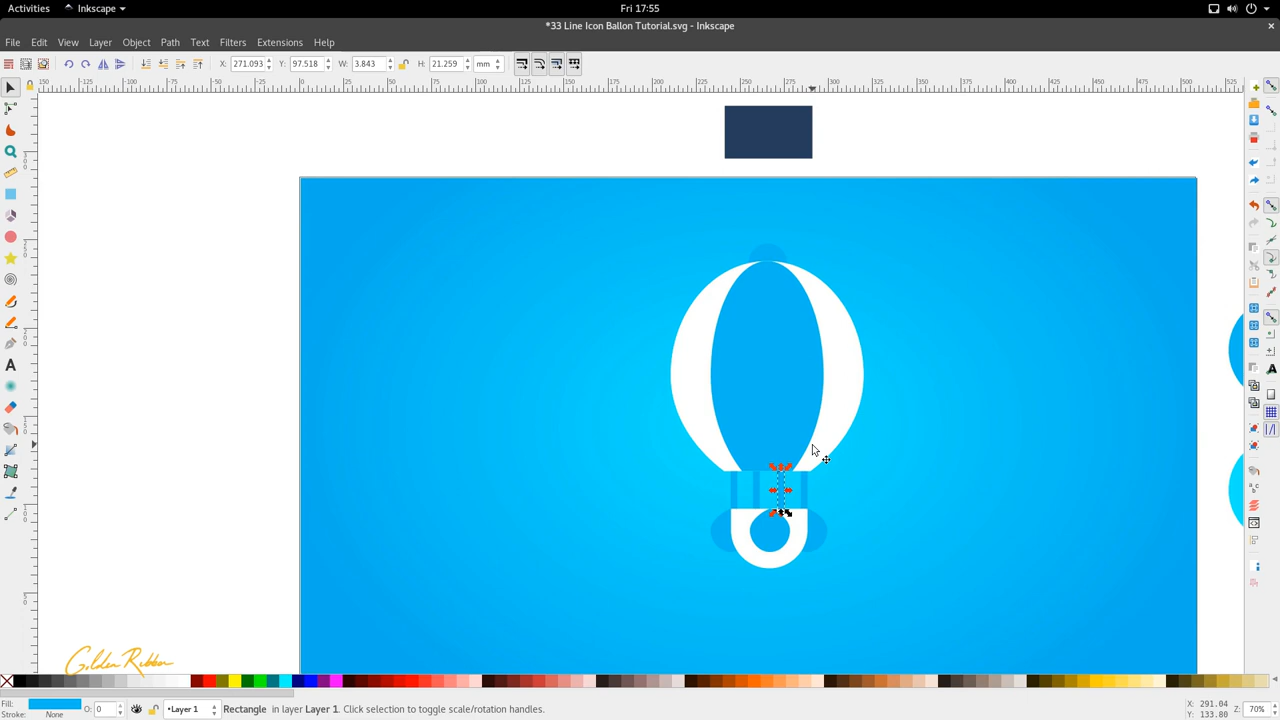 Activities Inkscape Fri 17:55
*33 Line Icon Ballon Tutorial.svg - Inkscape
File Edit View Layer Object Path Text Filters Extensions Help
X: 271.093 Y: 97.518 W: 3.843 H: 21.259 mm
Golden Ribbon
Fill:
Stroke: None
O: 0
•Layer 1
Rectangle in layer Layer 1. Click selection to toggle scale/rotation handles.
X: 291.04
Y: 133.80
Z: 70%